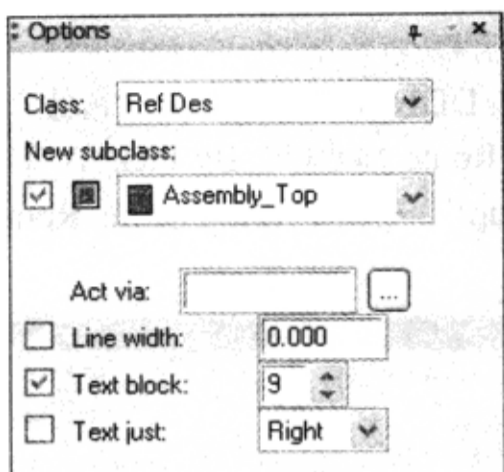 Options
Class: Ref Des
New subclass:
Assembly_Top
Act via: ...
Line width: 0.000
Text block: 9
Text just: Right